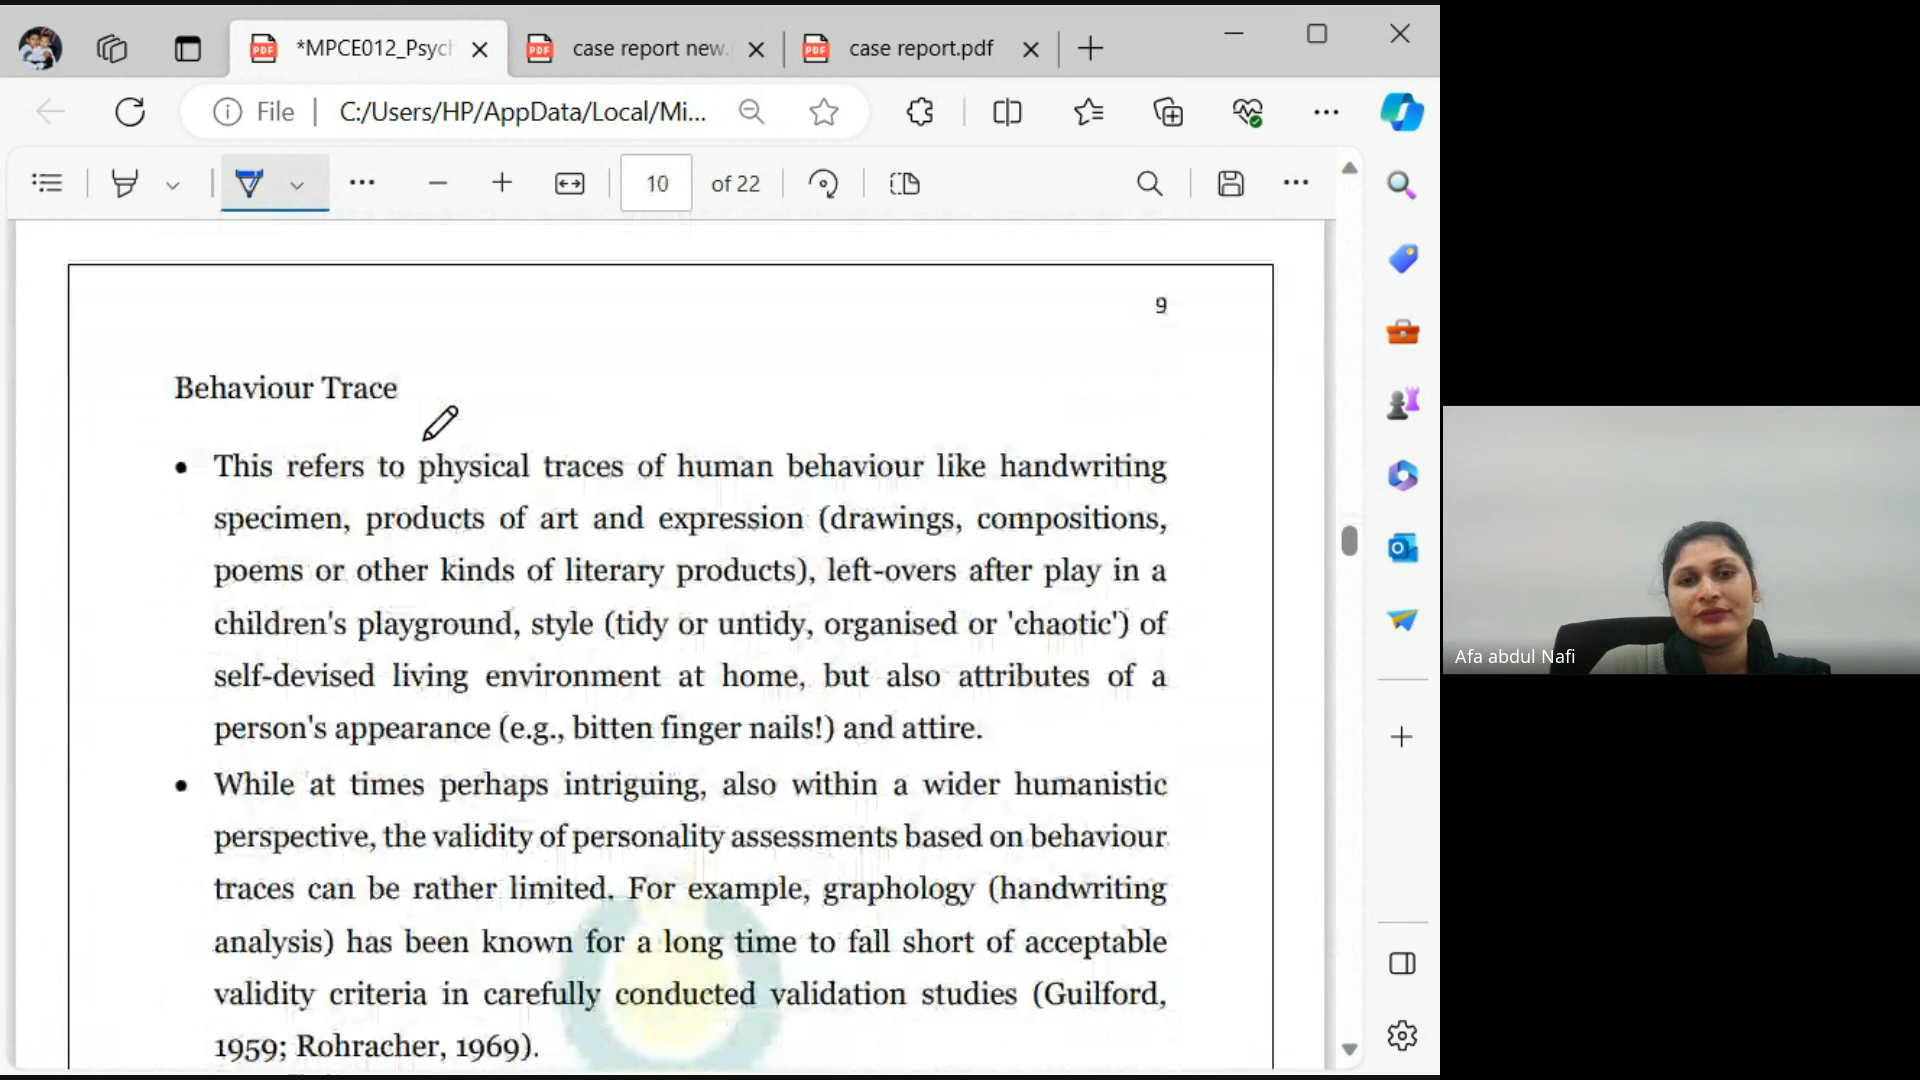 *MPCE012_Psych
case report new.
case report.pdf
File
C:/Users/HP/AppData/Local/Mi...
10 of 22
9
Behaviour Trace
• This refers to physical traces of human behaviour like handwriting
specimen, products of art and expression (drawings, compositions,
poems or other kinds of literary products), left-overs after play in a
children's playground, style (tidy or untidy, organised or 'chaotic') of
self-devised living environment at home, but also attributes of a
person's appearance (e.g., bitten finger nails!) and attire.
• While at times perhaps intriguing, also within a wider humanistic
perspective, the validity of personality assessments based on behaviour
traces can be rather limited. For example, graphology (handwriting
analysis) has been known for a long time to fall short of acceptable
validity criteria in carefully conducted validation studies (Guilford,
1959; Rohracher, 1969).
Afa abdul Nafi